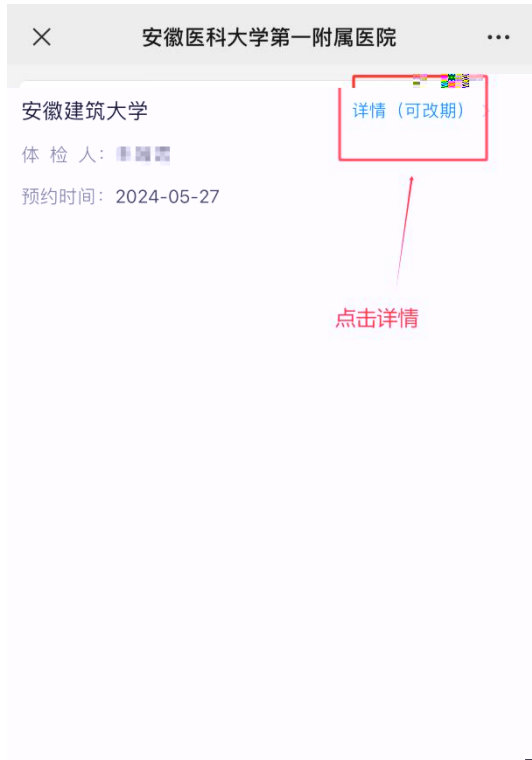 安徽医科大学第一附属医院
安徽建筑大学
详情（可改期）
体 检 人：
预约时间：2024-05-27
点击详情